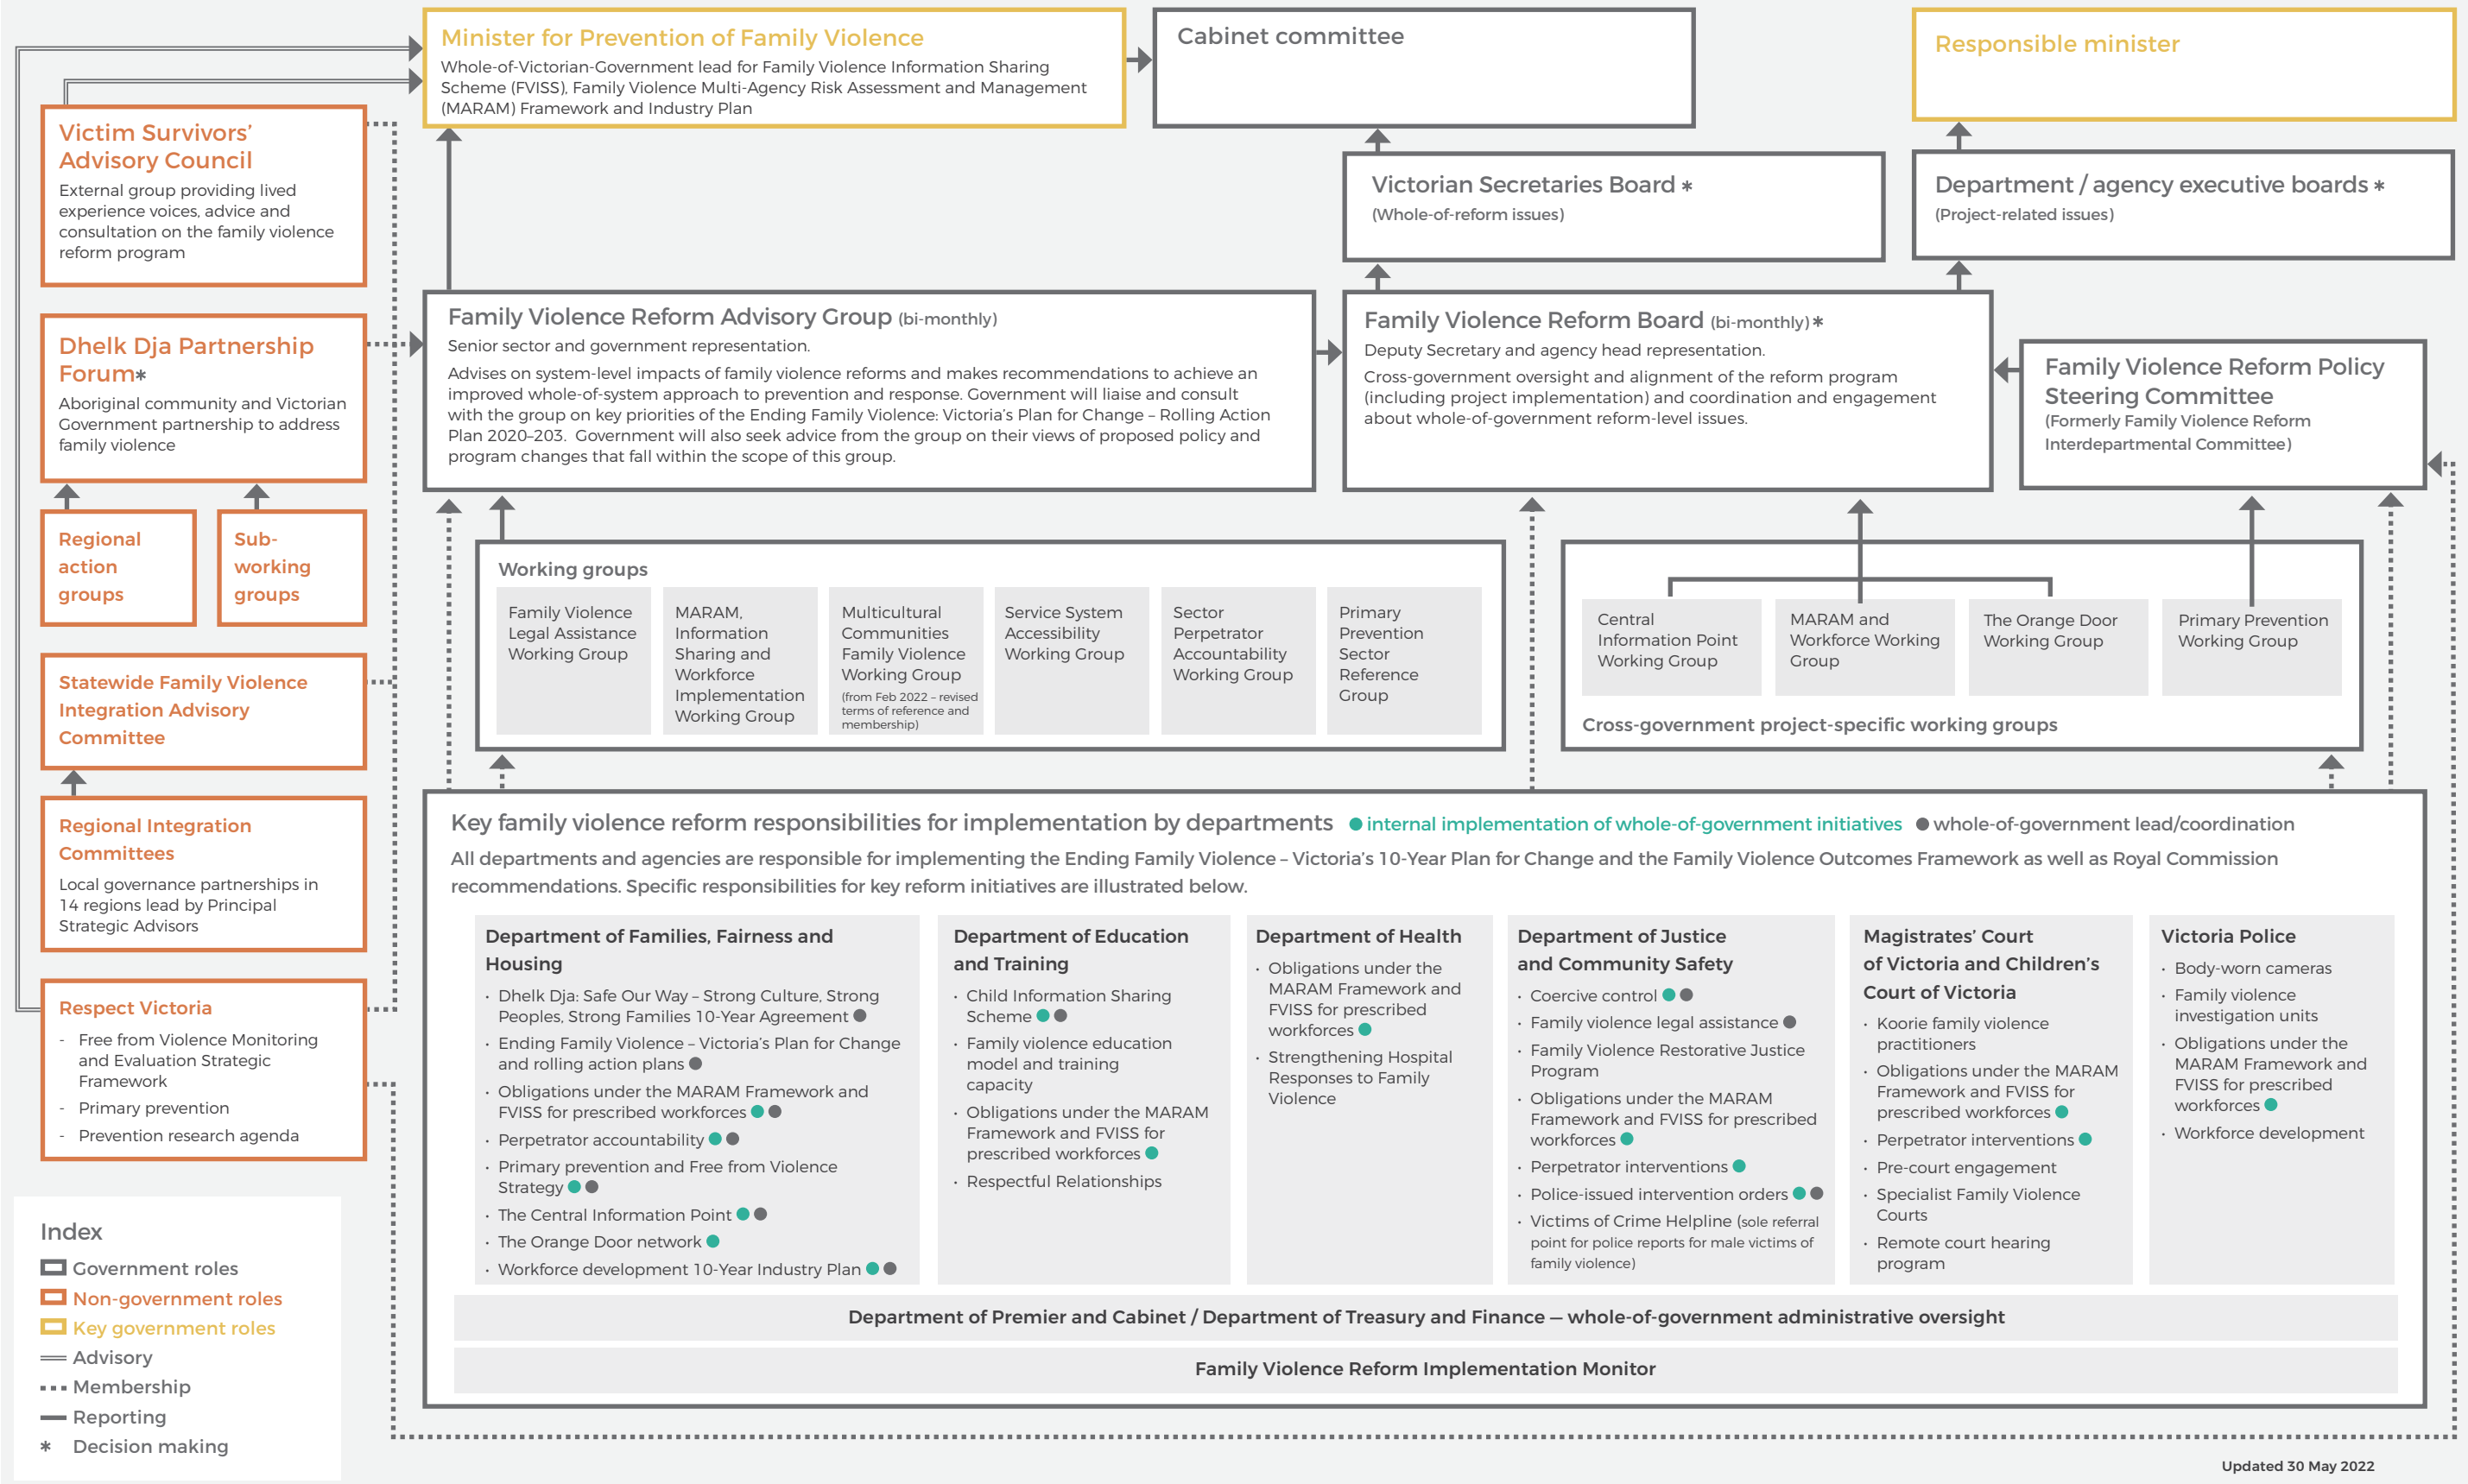 Minister for Prevention of Family Violence
Whole-of-Victorian-Government lead for Family Violence Information Sharing
Scheme (FVISS), Family Violence Multi-Agency Risk Assessment and Management
(MARAM) Framework and Industry Plan
Cabinet committee
Responsible minister
Victim Survivors’
Advisory Council
External group providing lived
experience voices, advice and
consultation on the family violence
reform program
Victorian Secretaries Board *
(Whole-of-reform issues)
Department / agency executive boards *
(Project-related issues)
Dhelk Dja Partnership
Forum*
Aboriginal community and Victorian
Government partnership to address
family violence
Family Violence Reform Advisory Group (bi-monthly)
Senior sector and government representation.
Advises on system-level impacts of family violence reforms and makes recommendations to achieve an
improved whole-of-system approach to prevention and response. Government will liaise and consult
with the group on key priorities of the Ending Family Violence: Victoria’s Plan for Change – Rolling Action
Plan 2020–203. Government will also seek advice from the group on their views of proposed policy and
program changes that fall within the scope of this group.
Family Violence Reform Board (bi-monthly) *
Deputy Secretary and agency head representation.
Cross-government oversight and alignment of the reform program
(including project implementation) and coordination and engagement
about whole-of-government reform-level issues.
Family Violence Reform Policy
Steering Committee
(Formerly Family Violence Reform
Interdepartmental Committee)
Regional
action
groups
Sub-
working
groups
Statewide Family Violence
Integration Advisory
Committee
Regional Integration
Committees
Local governance partnerships in
14 regions lead by Principal
Strategic Advisors
Respect Victoria
- Free from Violence Monitoring
and Evaluation Strategic
Framework
- Primary prevention
- Prevention research agenda
Working groups
Family Violence
Legal Assistance
Working Group
MARAM,
Information
Sharing and
Workforce
Implementation
Working Group
Multicultural
Communities
Family Violence
Working Group
(from Feb 2022 – revised
terms of reference and
membership)
Service System
Accessibility
Working Group
Sector
Perpetrator
Accountability
Working Group
Primary
Prevention
Sector
Reference
Group
Central
Information Point
Working Group
MARAM and
Workforce Working
Group
The Orange Door
Working Group
Primary Prevention
Working Group
Cross-government project-specific working groups
Key family violence reform responsibilities for implementation by departments ● internal implementation of whole-of-government initiatives ● whole-of-government lead/coordination
All departments and agencies are responsible for implementing the Ending Family Violence – Victoria’s 10-Year Plan for Change and the Family Violence Outcomes Framework as well as Royal Commission
recommendations. Specific responsibilities for key reform initiatives are illustrated below.
Department of Families, Fairness and
Housing
• Dhelk Dja: Safe Our Way – Strong Culture, Strong
Peoples, Strong Families 10-Year Agreement ●
• Ending Family Violence – Victoria’s Plan for Change
and rolling action plans ●
• Obligations under the MARAM Framework and
FVISS for prescribed workforces ● ●
• Perpetrator accountability ● ●
• Primary prevention and Free from Violence
Strategy ● ●
• The Central Information Point ● ●
• The Orange Door network ●
• Workforce development 10-Year Industry Plan ● ●
Department of Education
and Training
• Child Information Sharing
Scheme ● ●
• Family violence education
model and training
capacity
• Obligations under the MARAM
Framework and FVISS for
prescribed workforces ●
• Respectful Relationships
Department of Health
• Obligations under the
MARAM Framework and
FVISS for prescribed
workforces ●
• Strengthening Hospital
Responses to Family
Violence
Department of Justice
and Community Safety
• Coercive control ● ●
• Family violence legal assistance ●
• Family Violence Restorative Justice
Program
• Obligations under the MARAM
Framework and FVISS for prescribed
workforces ●
• Perpetrator interventions ●
• Police-issued intervention orders ● ●
• Victims of Crime Helpline (sole referral
point for police reports for male victims of
family violence)
Magistrates’ Court
of Victoria and Children’s
Court of Victoria
• Koorie family violence
practitioners
• Obligations under the MARAM
Framework and FVISS for
prescribed workforces ●
• Perpetrator interventions ●
• Pre-court engagement
• Specialist Family Violence
Courts
• Remote court hearing
program
Victoria Police
• Body-worn cameras
• Family violence
investigation units
• Obligations under the
MARAM Framework and
FVISS for prescribed
workforces ●
• Workforce development
Department of Premier and Cabinet / Department of Treasury and Finance — whole-of-government administrative oversight
Family Violence Reform Implementation Monitor
Index
Government roles
Non-government roles
Key government roles
Advisory
Membership
Reporting
* Decision making
Updated 30 May 2022